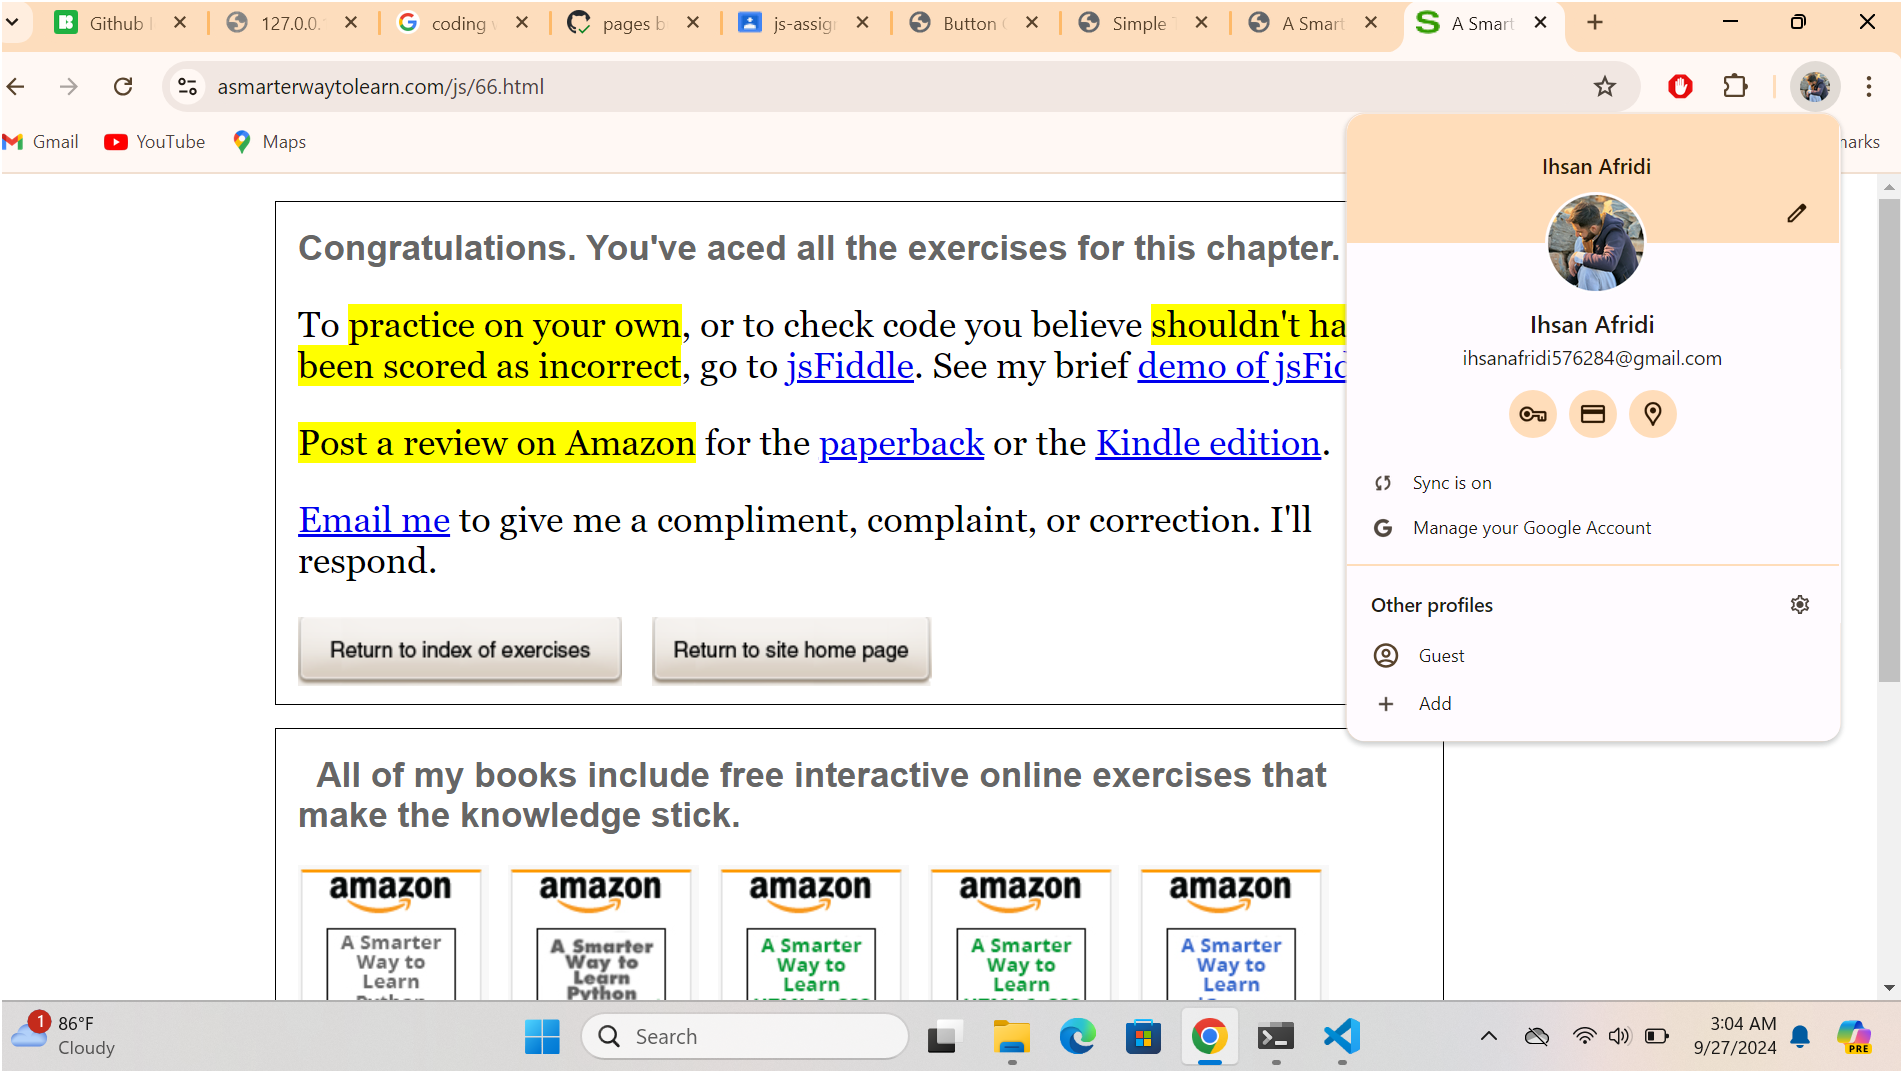 Github
127.0.0.
coding
pages b
js-assig
Button
Simple
A Smart
A Smart
asmarterwaytolearn.com/js/66.html
Gmail
YouTube
Maps
Congratulations. You've aced all the exercises for this chapter.
To practice on your own, or to check code you believe shouldn't ha
been scored as incorrect, go to jsFiddle. See my brief demo of jsFid
Post a review on Amazon for the paperback or the Kindle edition.
Email me to give me a compliment, complaint, or correction. I'll
respond.
Return to index of exercises
Return to site home page
Ihsan Afridi
Ihsan Afridi
ihsanafridi576284@gmail.com
Sync is on
Manage your Google Account
Other profiles
Guest
Add
All of my books include free interactive online exercises that
make the knowledge stick.
amazon
A Smarter
Way to
Learn
Python
amazon
A Smarter
Way to
Learn
Python
amazon
A Smarter
Way to
Learn
HTML & CSS
amazon
A Smarter
Way to
Learn
HTML & CSS
amazon
A Smarter
Way to
Learn
1
86°F
Cloudy
Search
3:04 AM
9/27/2024
PRE